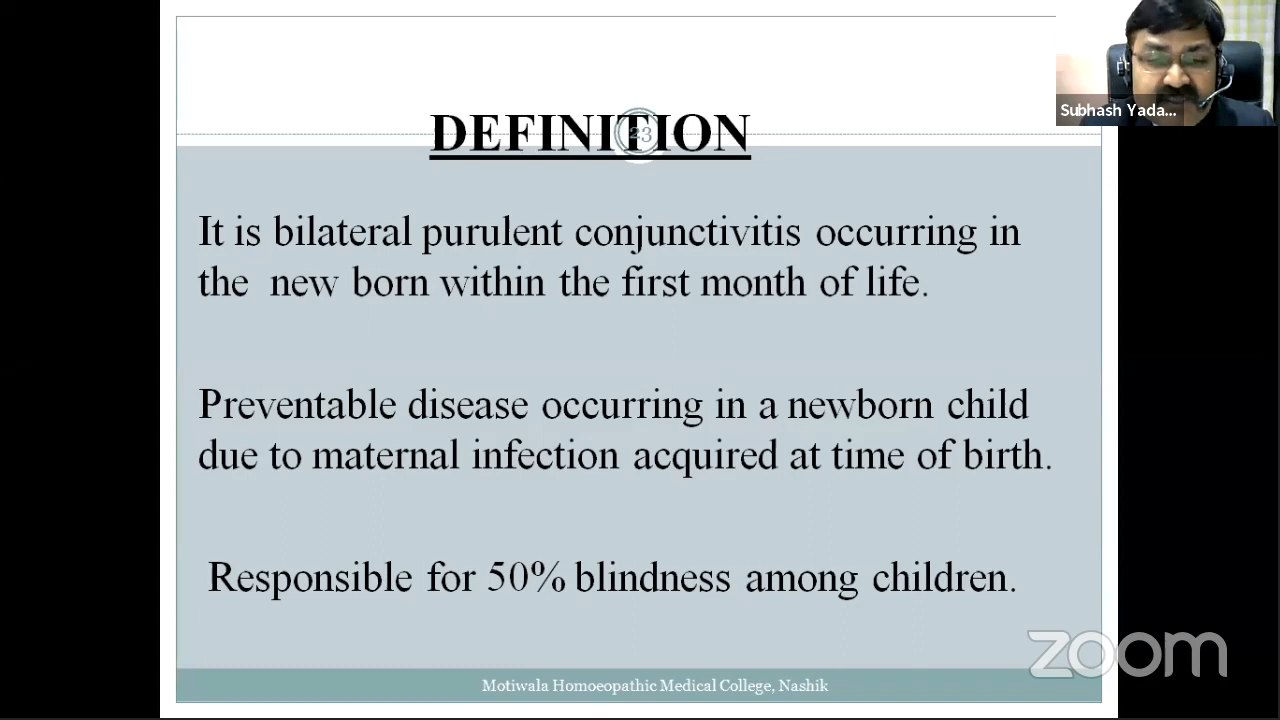 Subhash Yada...
DEFINITION
23
It is bilateral purulent conjunctivitis occurring in
the new born within the first month of life.
Preventable disease occurring in a newborn child
due to maternal infection acquired at time of birth.
Responsible for 50% blindness among children.
zoom
Motiwala Homoeopathic Medical College, Nashik